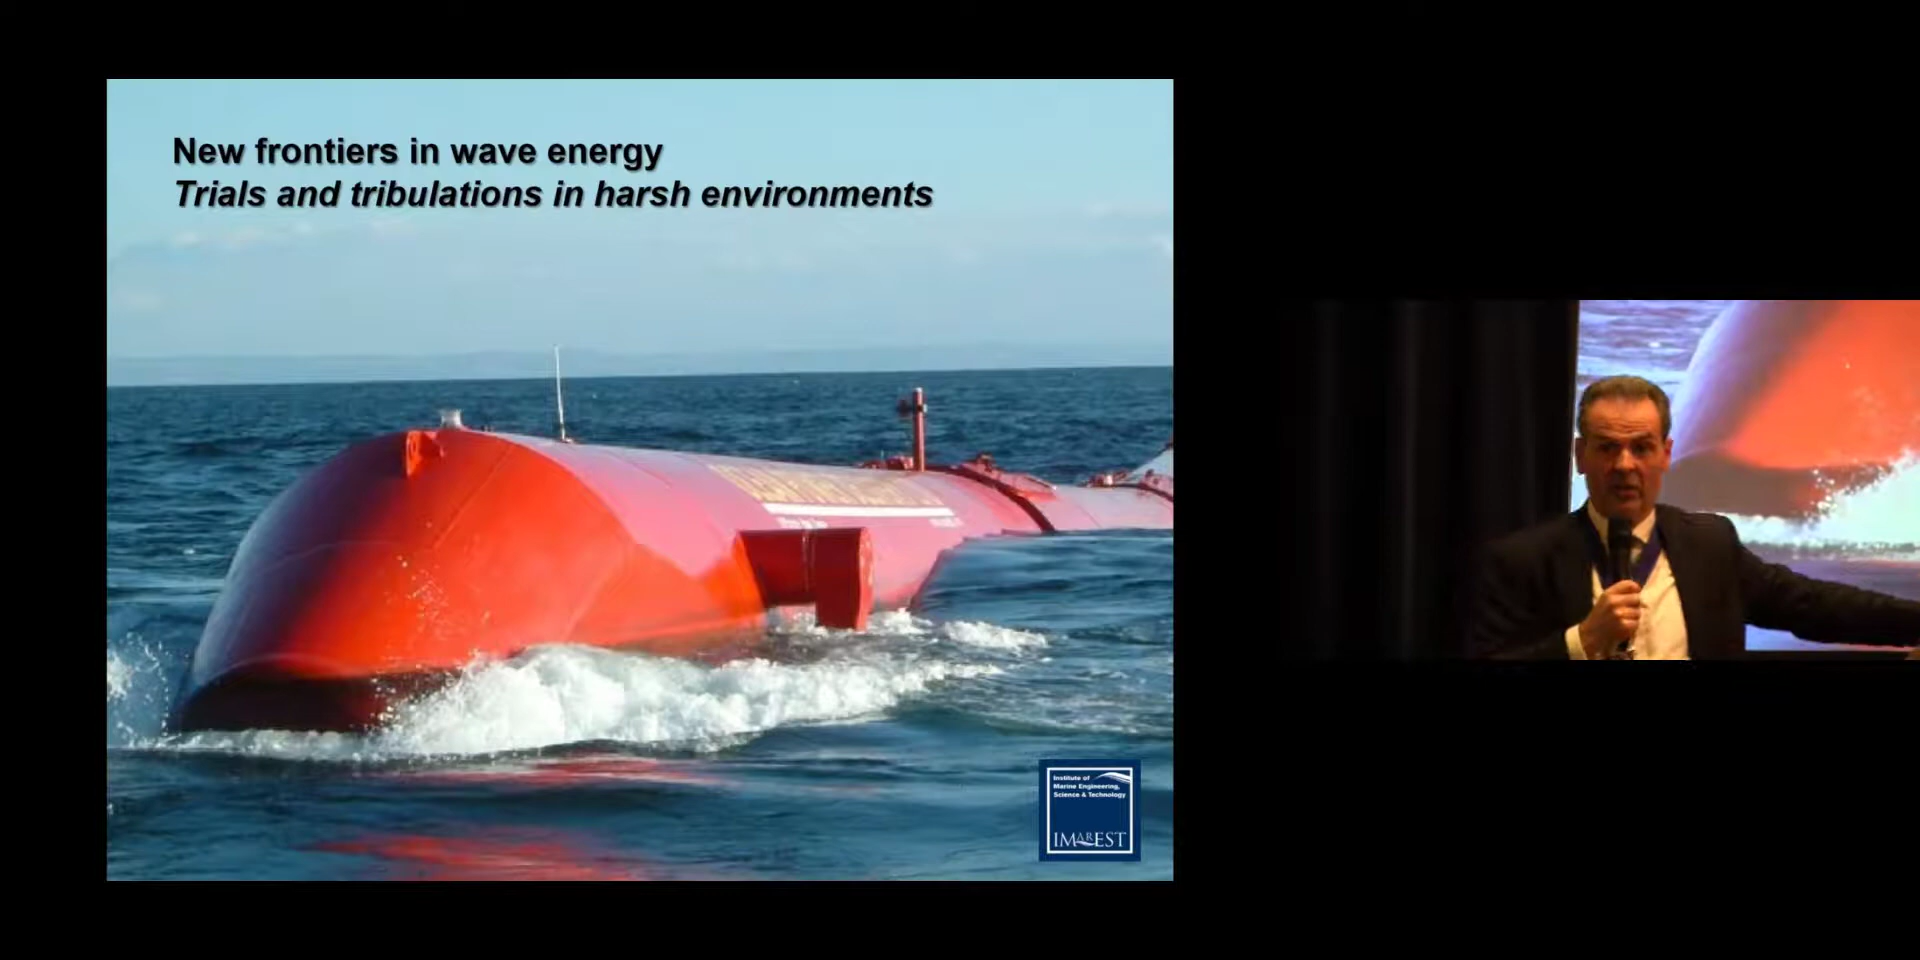 New frontiers in wave energy
Trials and tribulations in harsh environments
Institute of
Marine Engineering,
Science & Technology
IMarEST